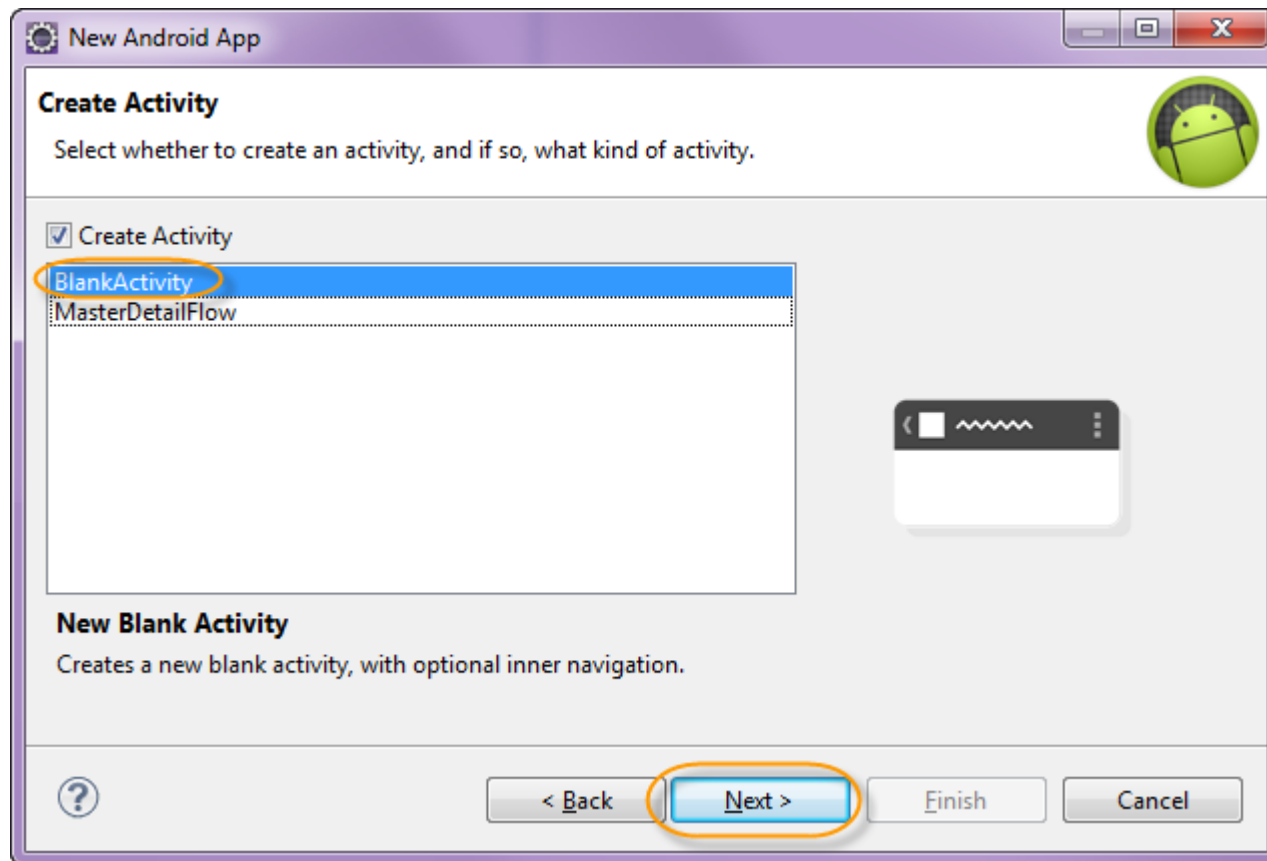 New Android App
Create Activity
Select whether to create an activity, and if so, what kind of activity.
Create Activity
BlankActivity
MasterDetailFlow
New Blank Activity
Creates a new blank activity, with optional inner navigation.
?
< Back
Next >
Finish
Cancel